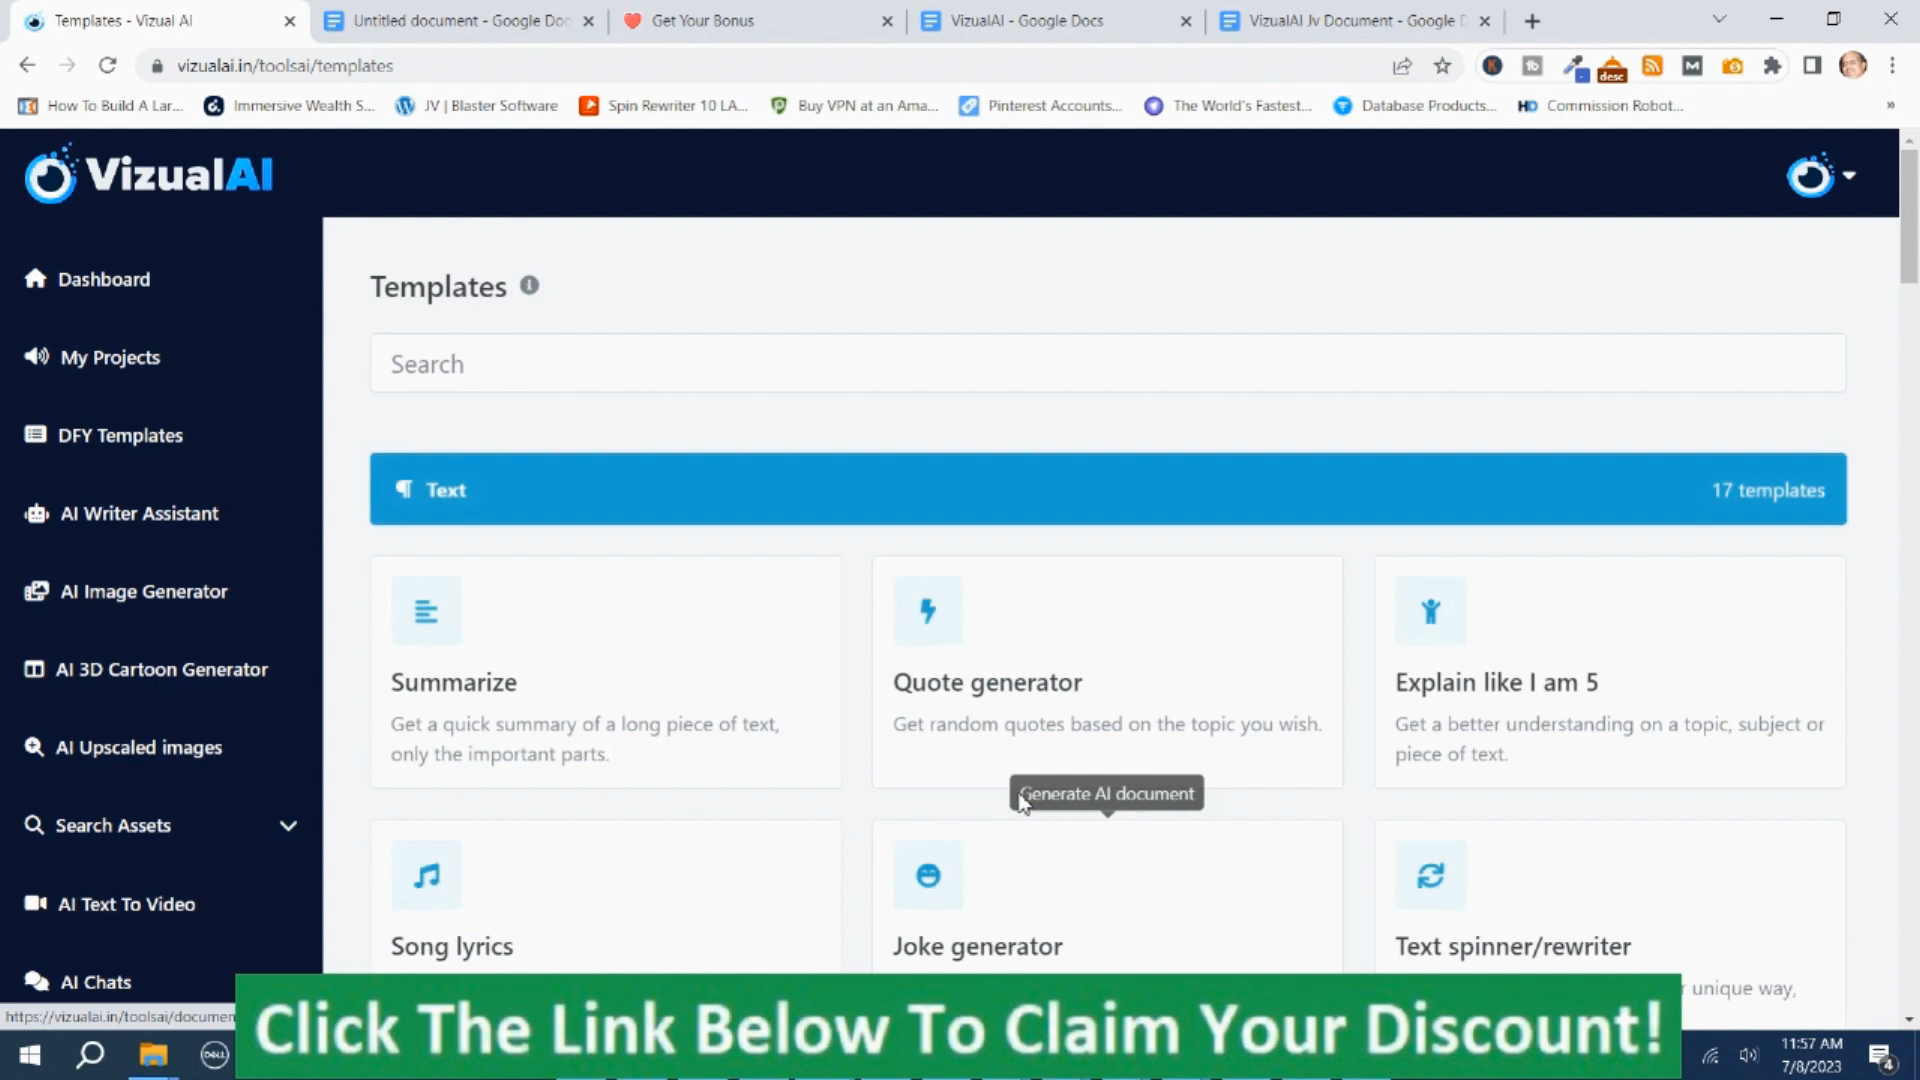 Templates - Vizual AI
Untitled document - Google Doc
Get Your Bonus
VizualAI - Google Docs
VizualAI Jv Document - Google D
vizualai.in/toolsai/templates
desc
How To Build A Lar...
Immersive Wealth S...
JV | Blaster Software
Spin Rewriter 10 LA...
Buy VPN at an Ama...
Pinterest Accounts...
The World's Fastest...
Database Products...
HD
Commission Robot...
VizualAI
Dashboard
My Projects
DFY Templates
AI Writer Assistant
AI Image Generator
AI 3D Cartoon Generator
AI Upscaled images
Search Assets
AI Text To Video
AI Chats
Templates
Search
Text
17 templates
Summarize
Get a quick summary of a long piece of text,
only the important parts.
Quote generator
Get random quotes based on the topic you wish.
Explain like I am 5
Get a better understanding on a topic, subject or
piece of text.
Generate AI document
Song lyrics
Joke generator
Text spinner/rewriter
unique way,
https://vizualai.in/toolsai/documen
Click The Link Below To Claim Your Discount!
DELL
11:57 AM
7/8/2023
4